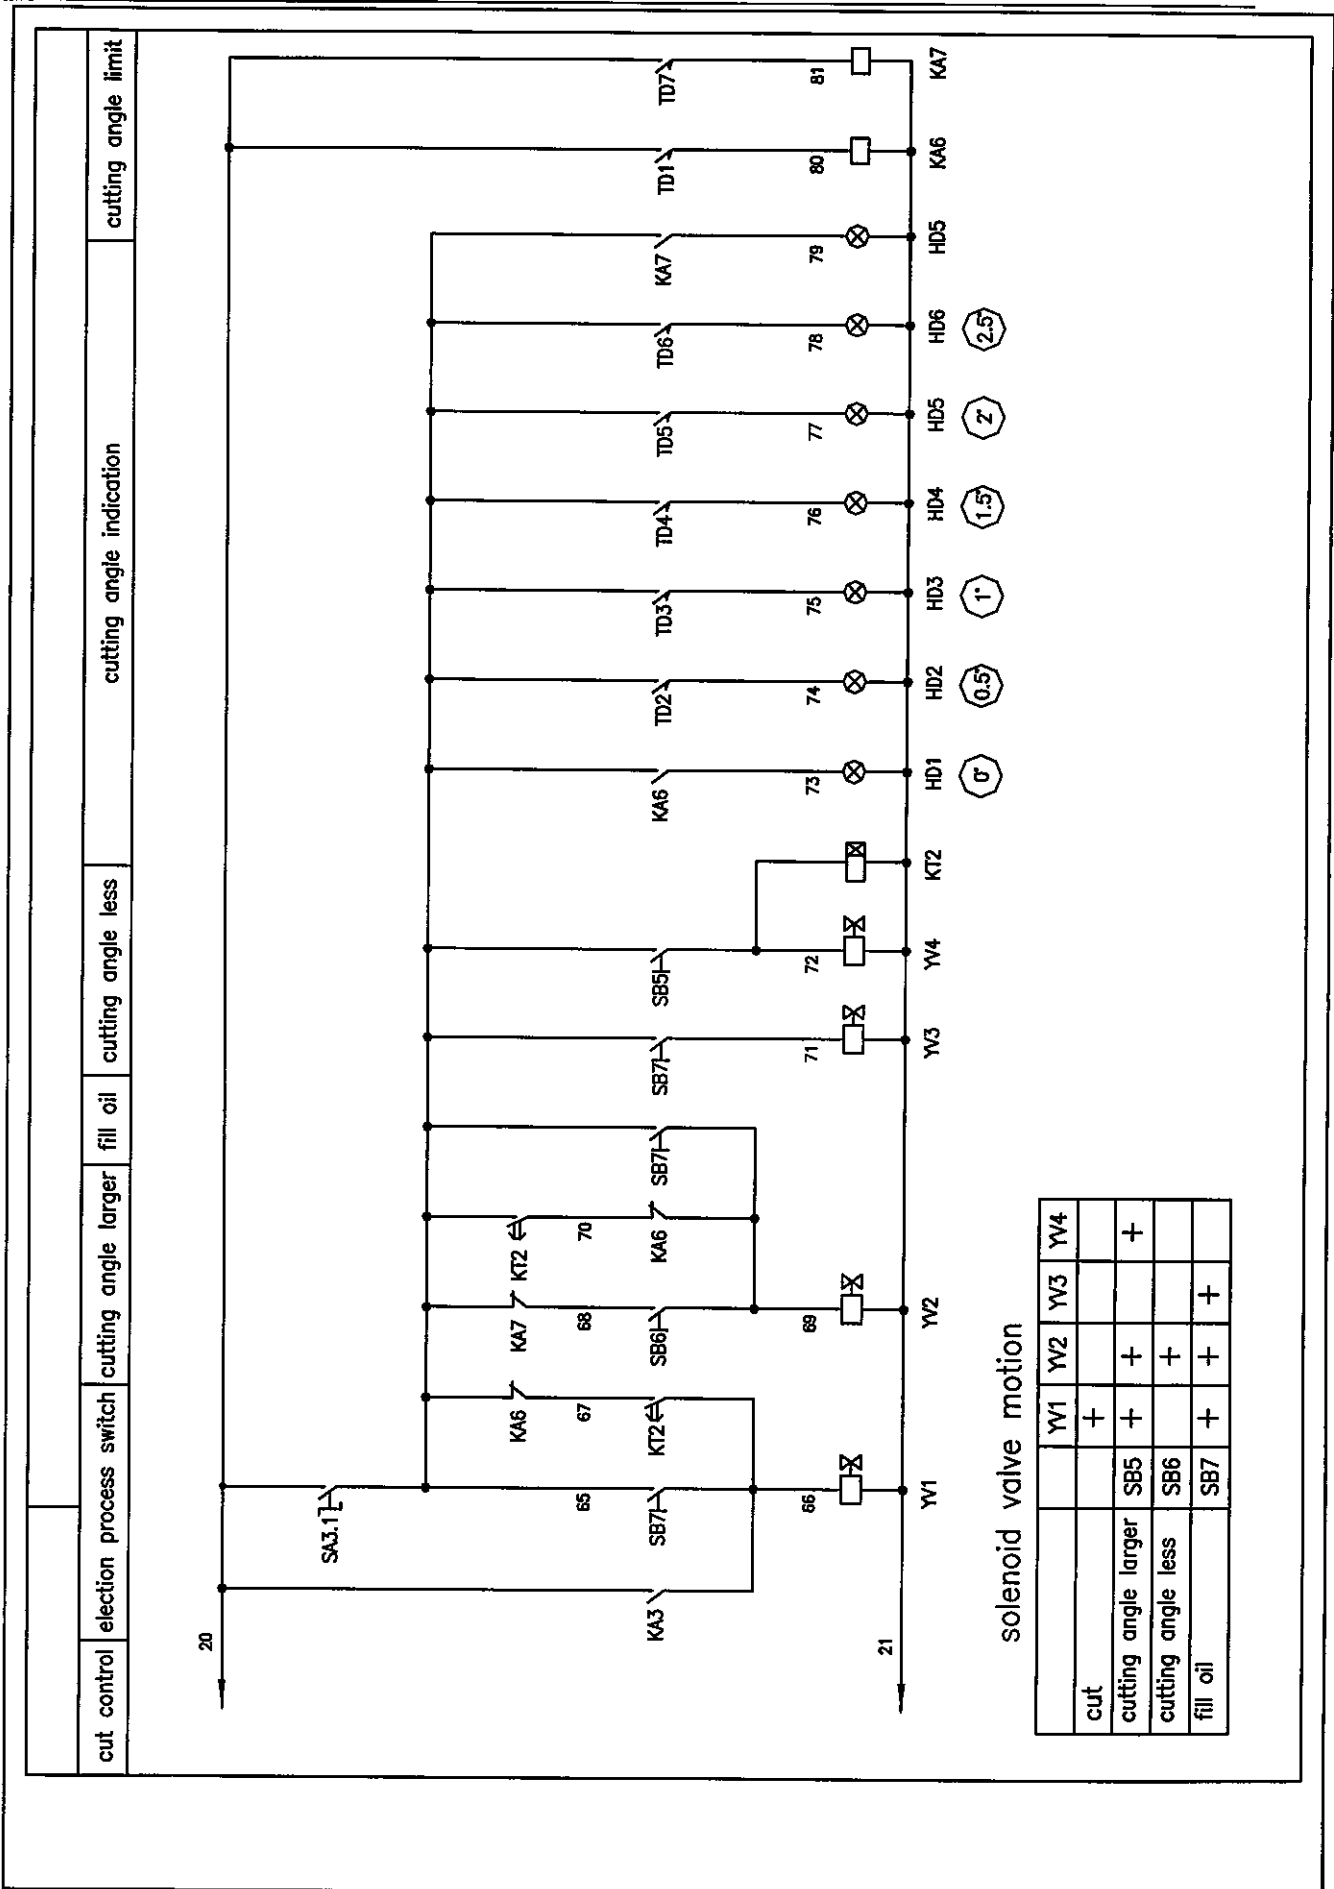 cut control
election process switch
cutting angle larger
fill oil
cutting angle less
cutting angle indication
cutting angle limit
20
SA3.1
KA3
65
SB7
KA6
67
KT2
66
YV1
KA7
68
SB6
KT2
70
KA6
SB7
69
YV2
SB7
71
YV3
SB5
72
YV4
KT2
KA6
73
HD1
0°
TD2
74
HD2
0.5°
TD3
75
HD3
1°
TD4
76
HD4
1.5°
TD5
77
HD5
2°
TD6
78
HD6
2.5°
KA7
79
HD5
TD1
80
KA6
TD7
81
KA7
21
solenoid valve motion
YV1 YV2 YV3 YV4
cut +
cutting angle larger SB5 + + +
cutting angle less SB6 +
fill oil SB7 + + +